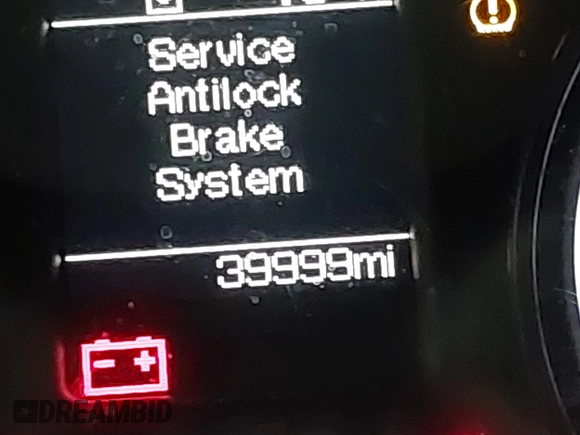 Service
Antilock
Brake
System
39999mi
DREAMBID